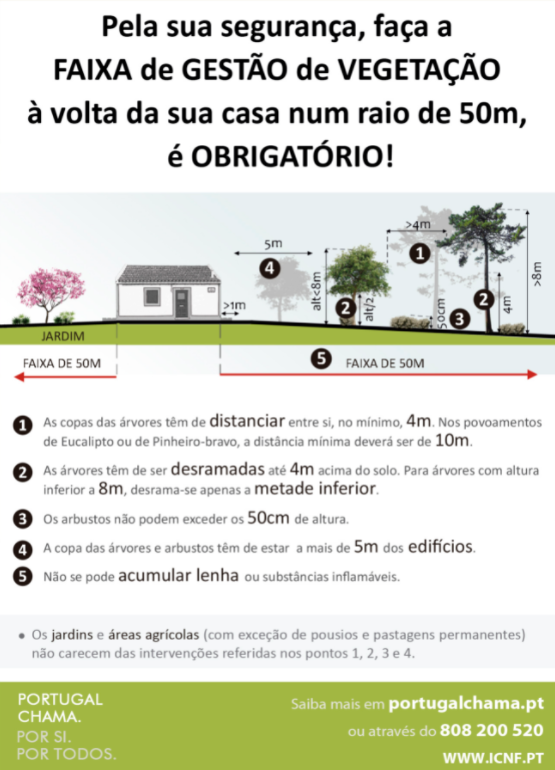 Pela sua segurança, faça a
FAIXA de GESTÃO de VEGETAÇÃO
à volta da sua casa num raio de 50m,
é OBRIGATÓRIO!
5m
4
>1m
alt<8m
2
alt/2
>4m
1
50cm
3
2
4m
>8m
JARDIM
FAIXA DE 50M
5
FAIXA DE 50M
1 As copas das árvores têm de distanciar entre si, no mínimo, 4m. Nos povoamentos
de Eucalipto ou de Pinheiro-bravo, a distância mínima deverá ser de 10m.
2 As árvores têm de ser desramadas até 4m acima do solo. Para árvores com altura
inferior a 8m, desrama-se apenas a metade inferior.
3 Os arbustos não podem exceder os 50cm de altura.
4 A copa das árvores e arbustos têm de estar a mais de 5m dos edifícios.
5 Não se pode acumular lenha ou substâncias inflamáveis.
• Os jardins e áreas agrícolas (com exceção de pousios e pastagens permanentes)
não carecem das intervenções referidas nos pontos 1, 2, 3 e 4.
PORTUGAL
CHAMA.
POR SI.
POR TODOS.
Saiba mais em portugalchama.pt
ou através do 808 200 520
WWW.ICNF.PT